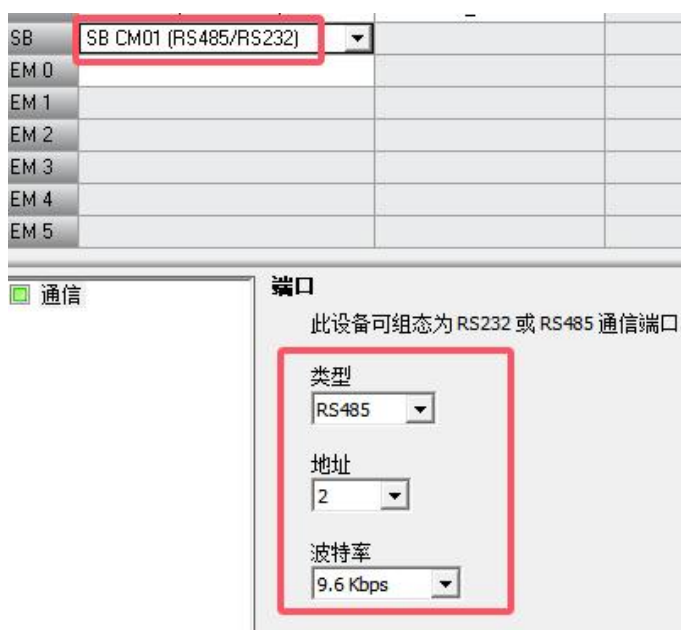 SB SB CM01 (RS485/RS232)
EM 0
EM 1
EM 2
EM 3
EM 4
EM 5
通信
端口
此设备可组态为 RS232 或 RS485 通信端口
类型
RS485
地址
2
波特率
9.6 Kbps